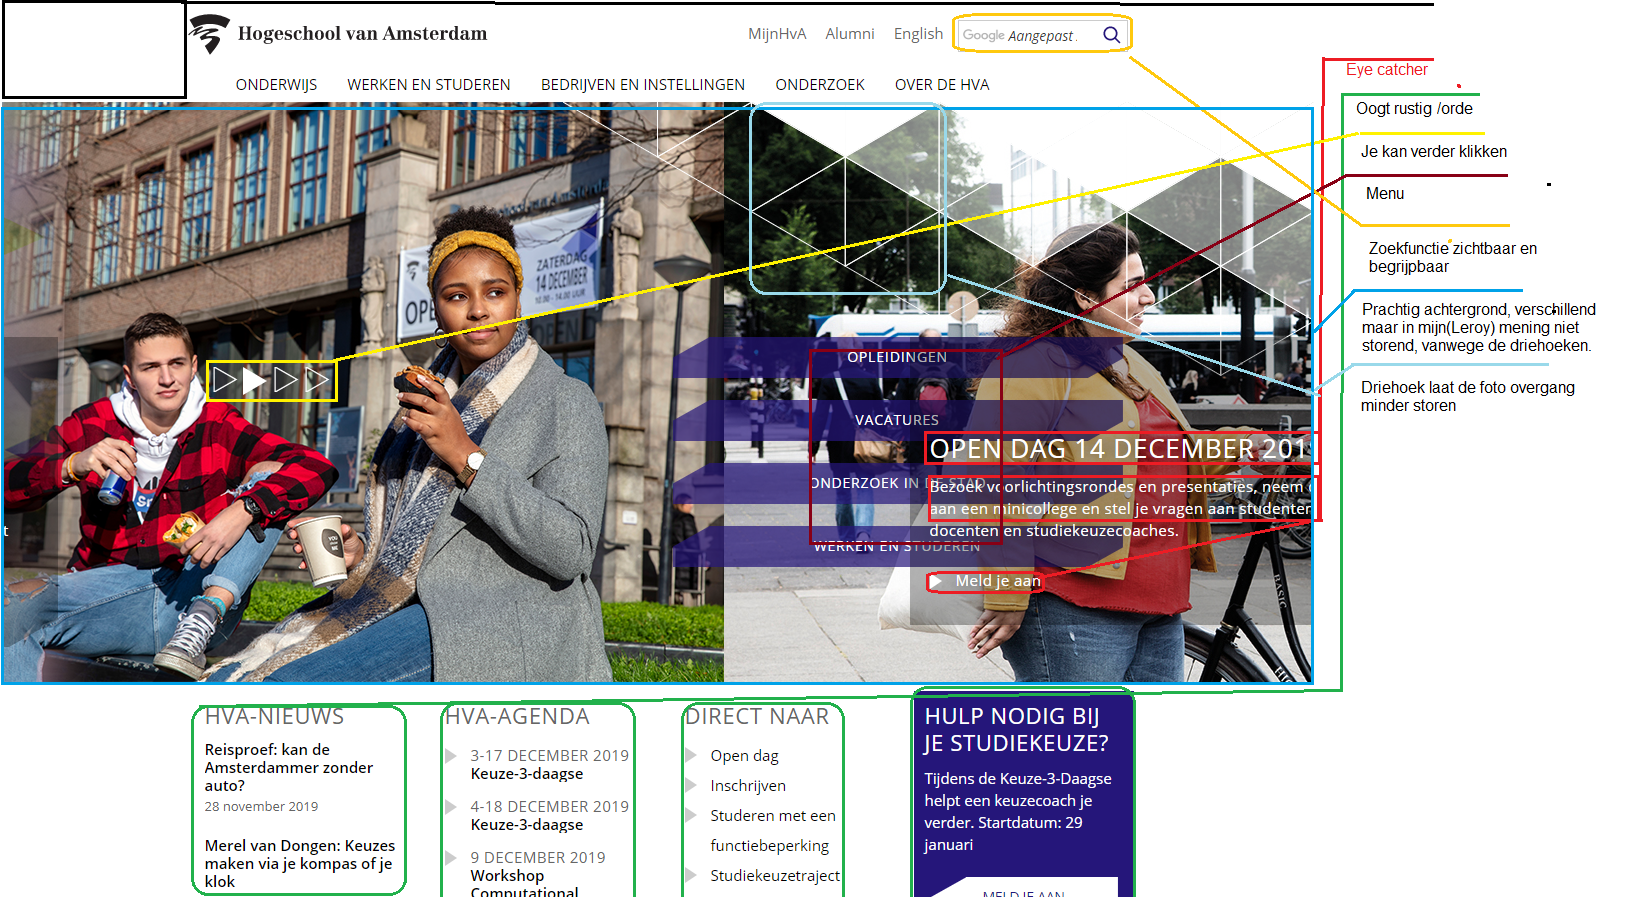 Hogeschool van Amsterdam
MijnHvA Alumni English
Google Aangepast
ONDERWIJS WERKEN EN STUDEREN BEDRIJVEN EN INSTELLINGEN ONDERZOEK OVER DE HVA
Eye catcher
Oogt rustig /orde
Je kan verder klikken
Menu
Zoekfunctie zichtbaar en
begrijpbaar
Prachtig achtergrond, verschillend
maar in mijn(Leroy) mening niet
storend, vanwege de driehoeken.
Driehoek laat de foto overgang
minder storen
ZATERDAG
14 DECEMBER
10.00 - 14.00 UUR
OPLEIDINGEN
VACATURES
ONDERZOEK IN DE STAD
WERKEN EN STUDEREN
OPEN DAG 14 DECEMBER 201
Bezoek voorlichtingsrondes en presentaties, neem
aan een minicollege en stel je vragen aan studenten
docenten en studiekeuzecoaches.
Meld je aan
t
BASIC
HVA-NIEUWS
Reisproef: kan de
Amsterdammer zonder
auto?
28 november 2019
Merel van Dongen: Keuzes
maken via je kompas of je
klok
HVA-AGENDA
3-17 DECEMBER 2019
Keuze-3-daagse
4-18 DECEMBER 2019
Keuze-3-daagse
9 DECEMBER 2019
Workshop
Computational
DIRECT NAAR
Open dag
Inschrijven
Studeren met een
functiebeperking
Studiekeuzetraject
HULP NODIG BIJ
JE STUDIEKEUZE?
Tijdens de Keuze-3-Daagse
helpt een keuzecoach je
verder. Startdatum: 29
januari
MELD JE AAN